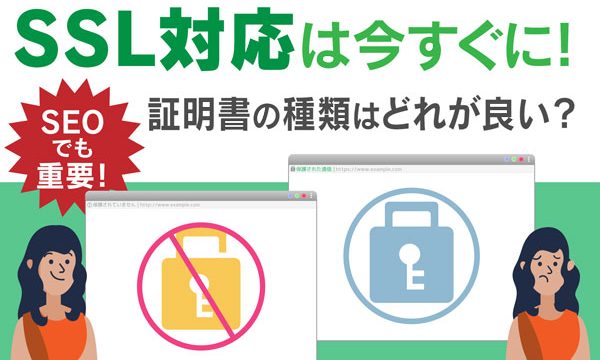 SSL対応は今すぐに!
SEO
でも
重要!
証明書の種類はどれが良い?
保護された通信 | https://www.example.com
保護されていません | http://www.example.com